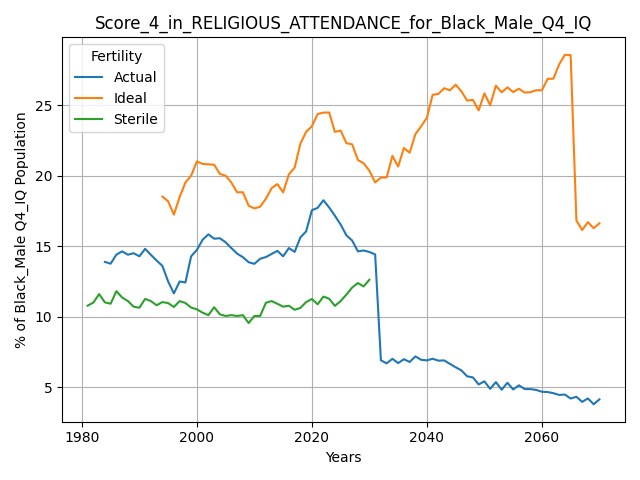 Score_4_in_RELIGIOUS_ATTENDANCE_for_Black_Male_Q4_IQ
Fertility
Actual
Ideal
Sterile
% of Black_Male Q4_IQ Population
25
20
15
10
5
1980
2000
2020
2040
2060
Years